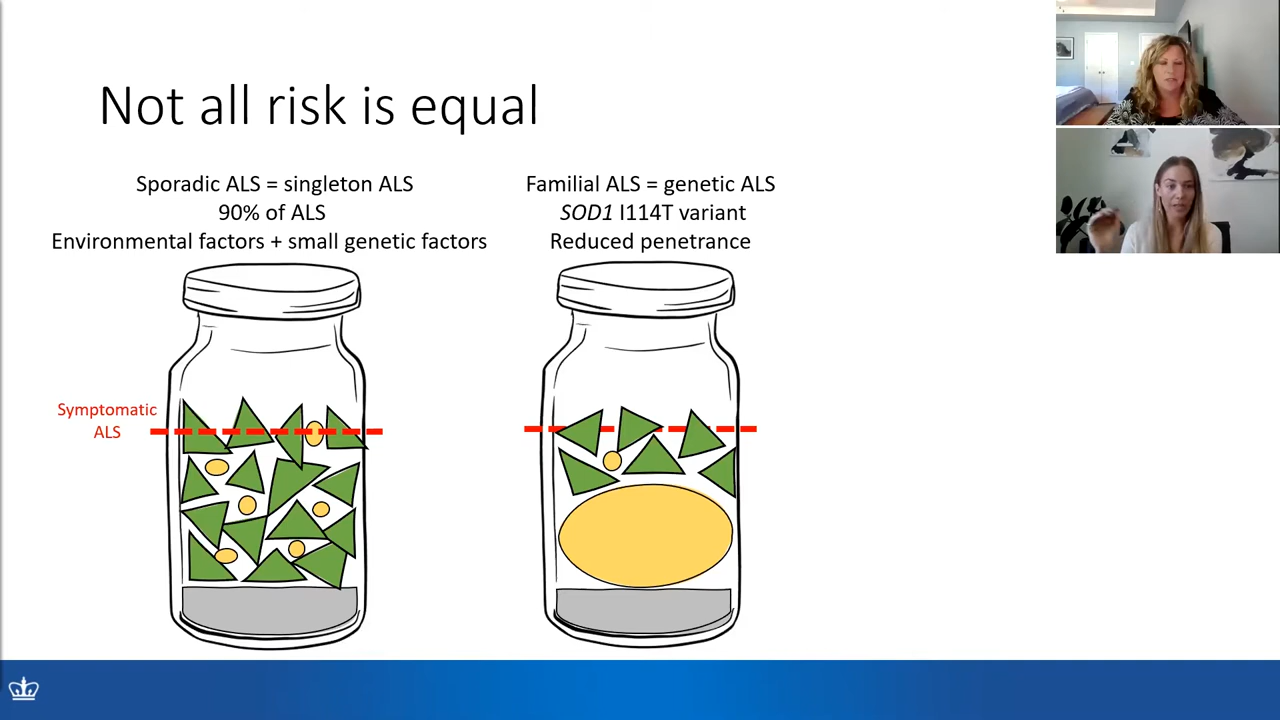 Not all risk is equal
Sporadic ALS = singleton ALS
90% of ALS
Environmental factors + small genetic factors
Familial ALS = genetic ALS
SOD1 I114T variant
Reduced penetrance
Symptomatic
ALS